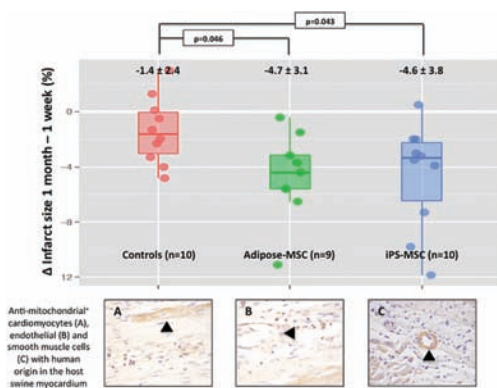 p=0.043
p=0.046
-1.4 ± 2.4
-4.7 ± 3.1
-4.6 ± 3.8
Δ Infarct size 1 month – 1 week (%)
0
-4
-8
12
Controls (n=10)
Adipose-MSC (n=9)
iPS-MSC (n=10)
Anti-mitochondrial⁺
cardiomyocytes (A),
endothelial (B) and
smooth muscle cells
(C) with human
origin in the host
swine myocardium
A
B
C